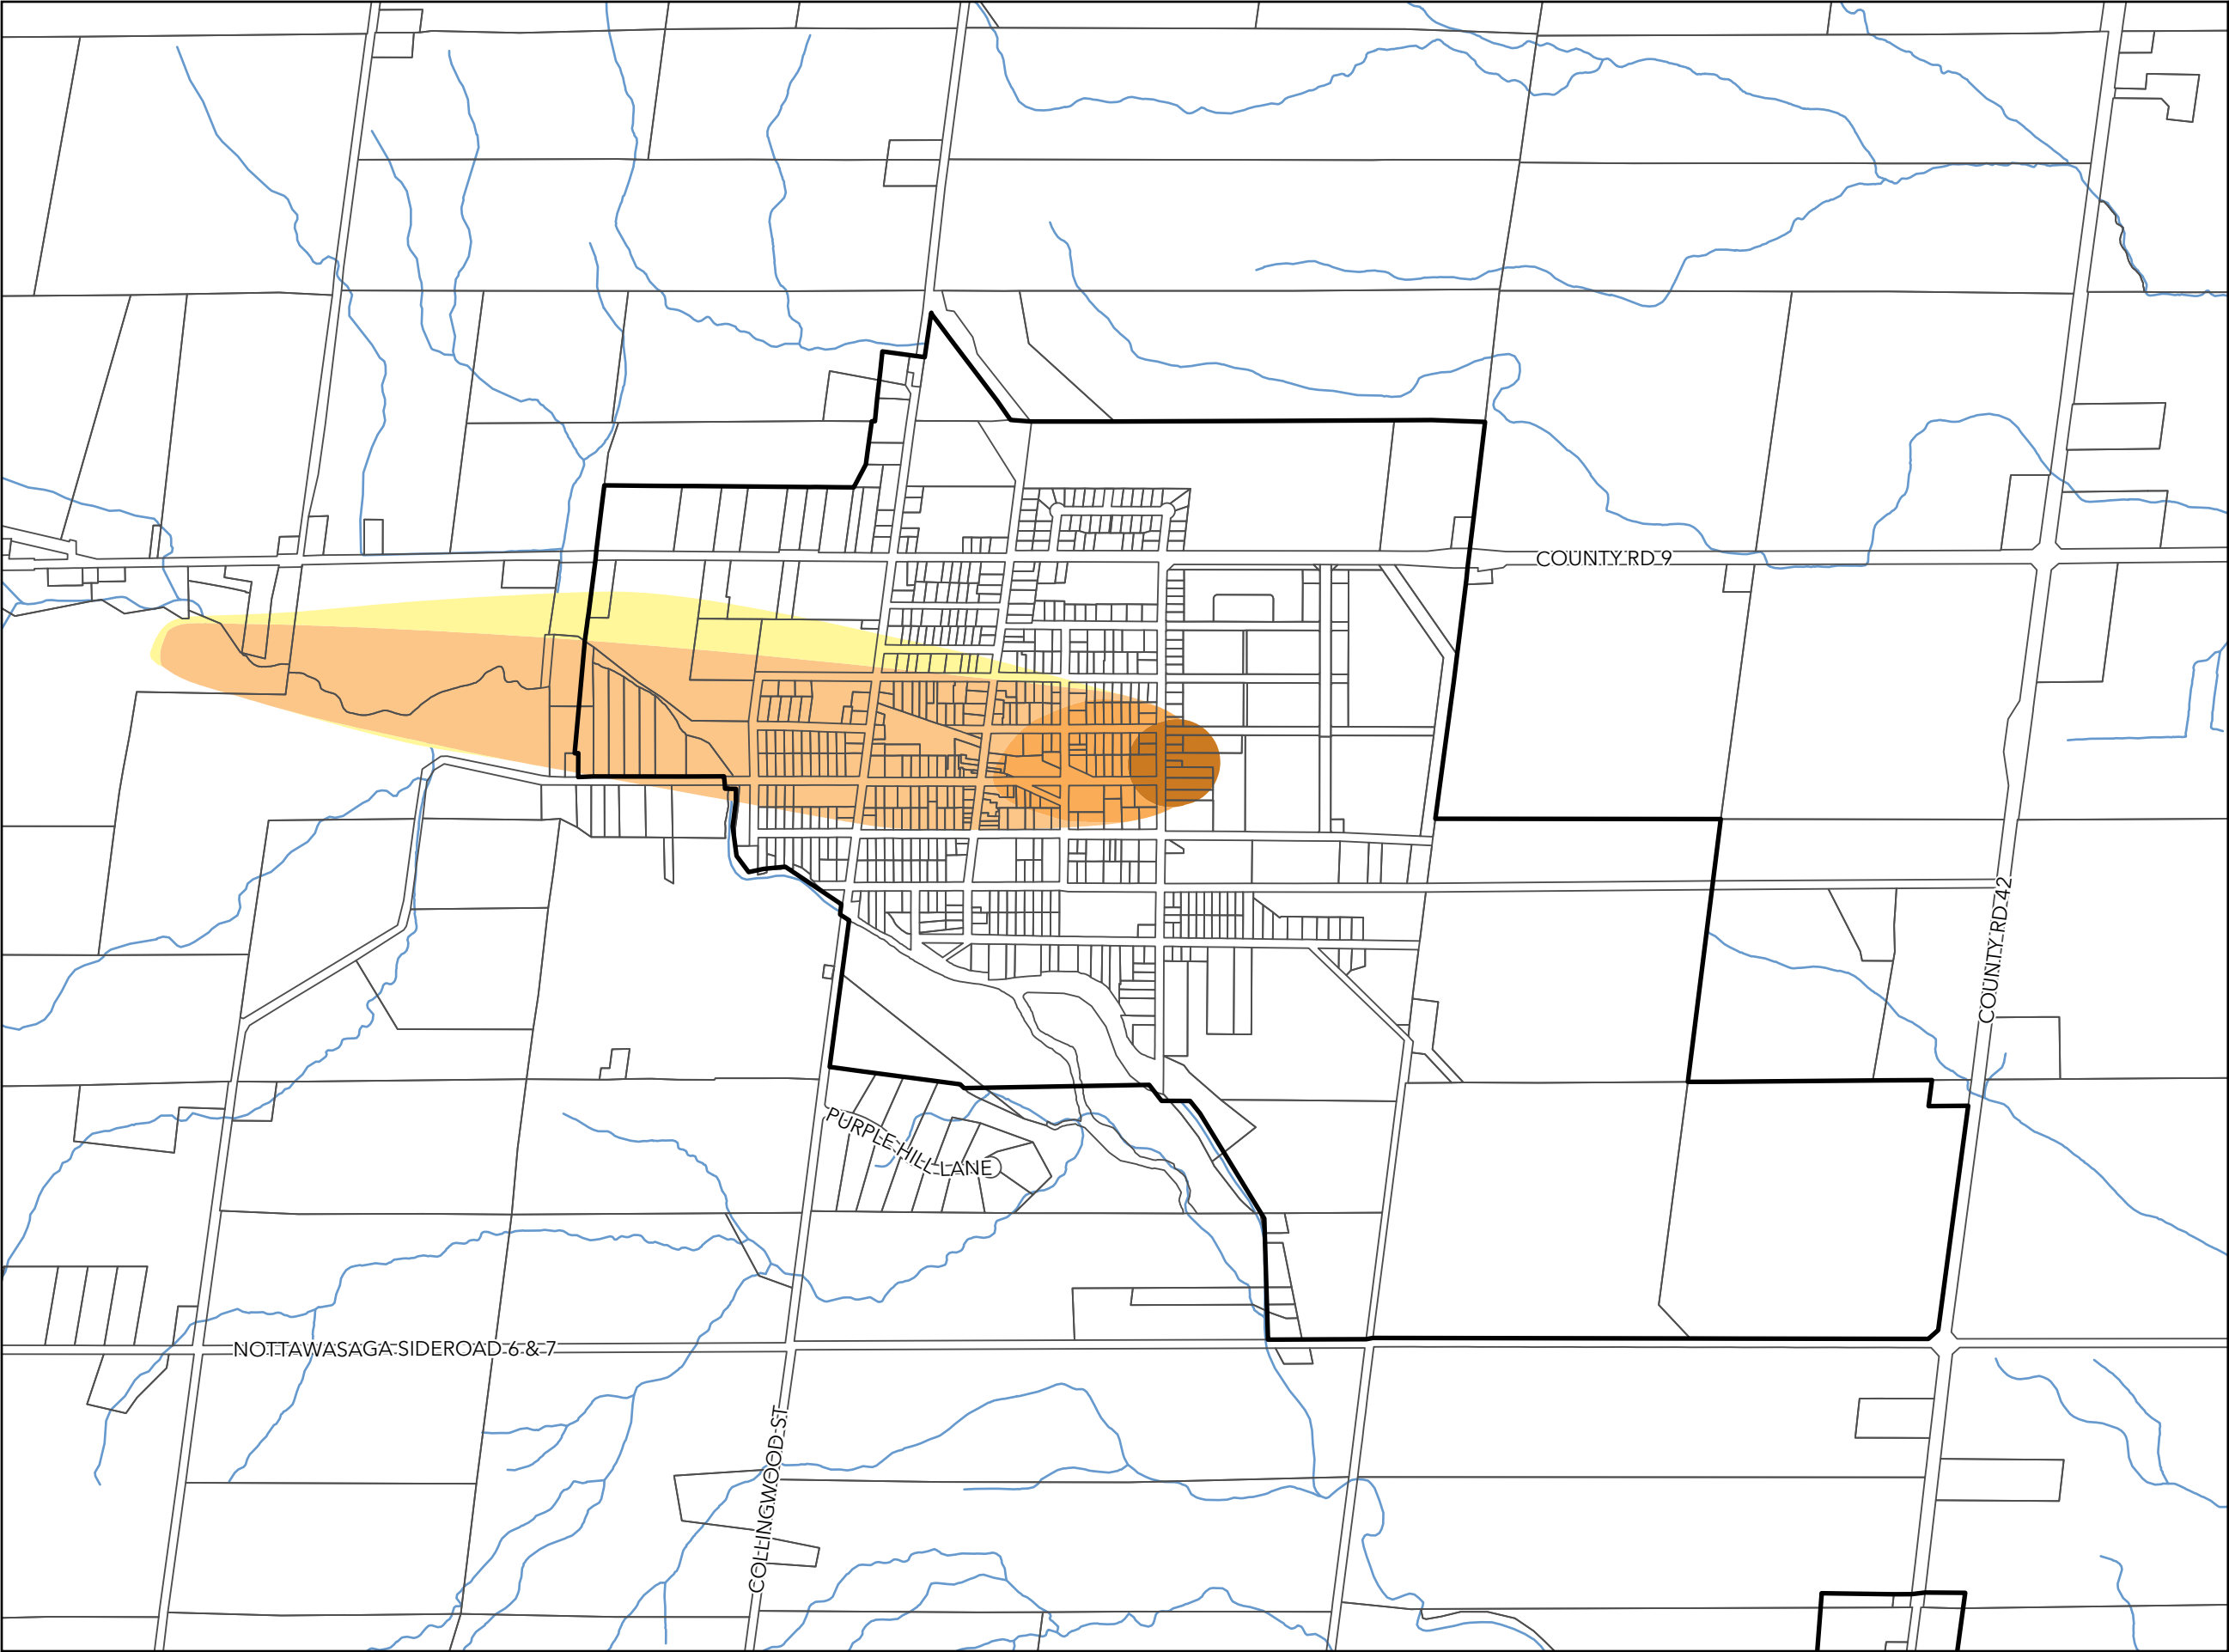 COUNTY RD 9
COUNTY RD 42
PURPLE HILL LANE
NOTTAWASAGA SIDEROAD 6 & 7
COLLINGWOOD ST